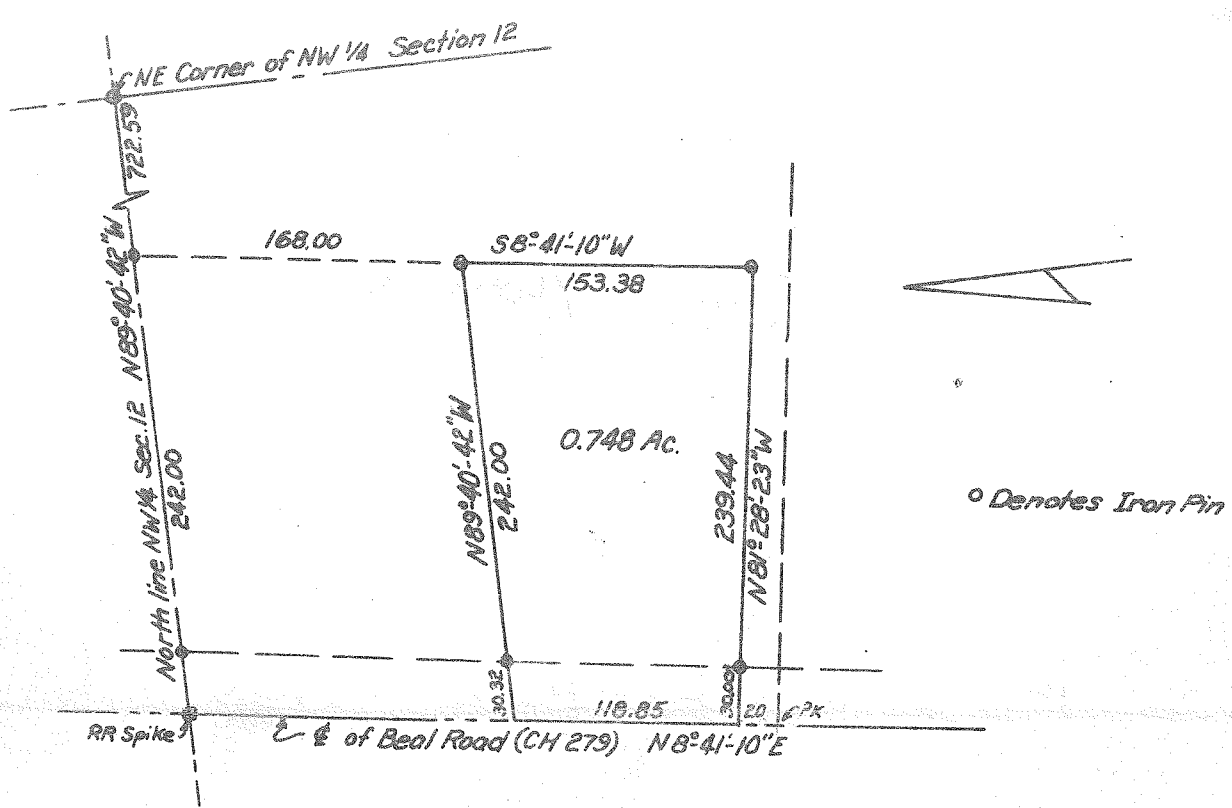 NE Corner of NW 1/4 Section 12
722.59
N89°-40'-42"W
168.00
S8°-41'-10"W
153.38
North line NW 1/4 Sec. 12
242.00
N89°-40'-42"W
242.00
0.748 Ac.
239.44
N81°-28'-23"W
o Denotes Iron Pin
30.32
118.85
30.00
20
PK
RR Spike
℄ of Beal Road (CH 279) N8°-41'-10"E